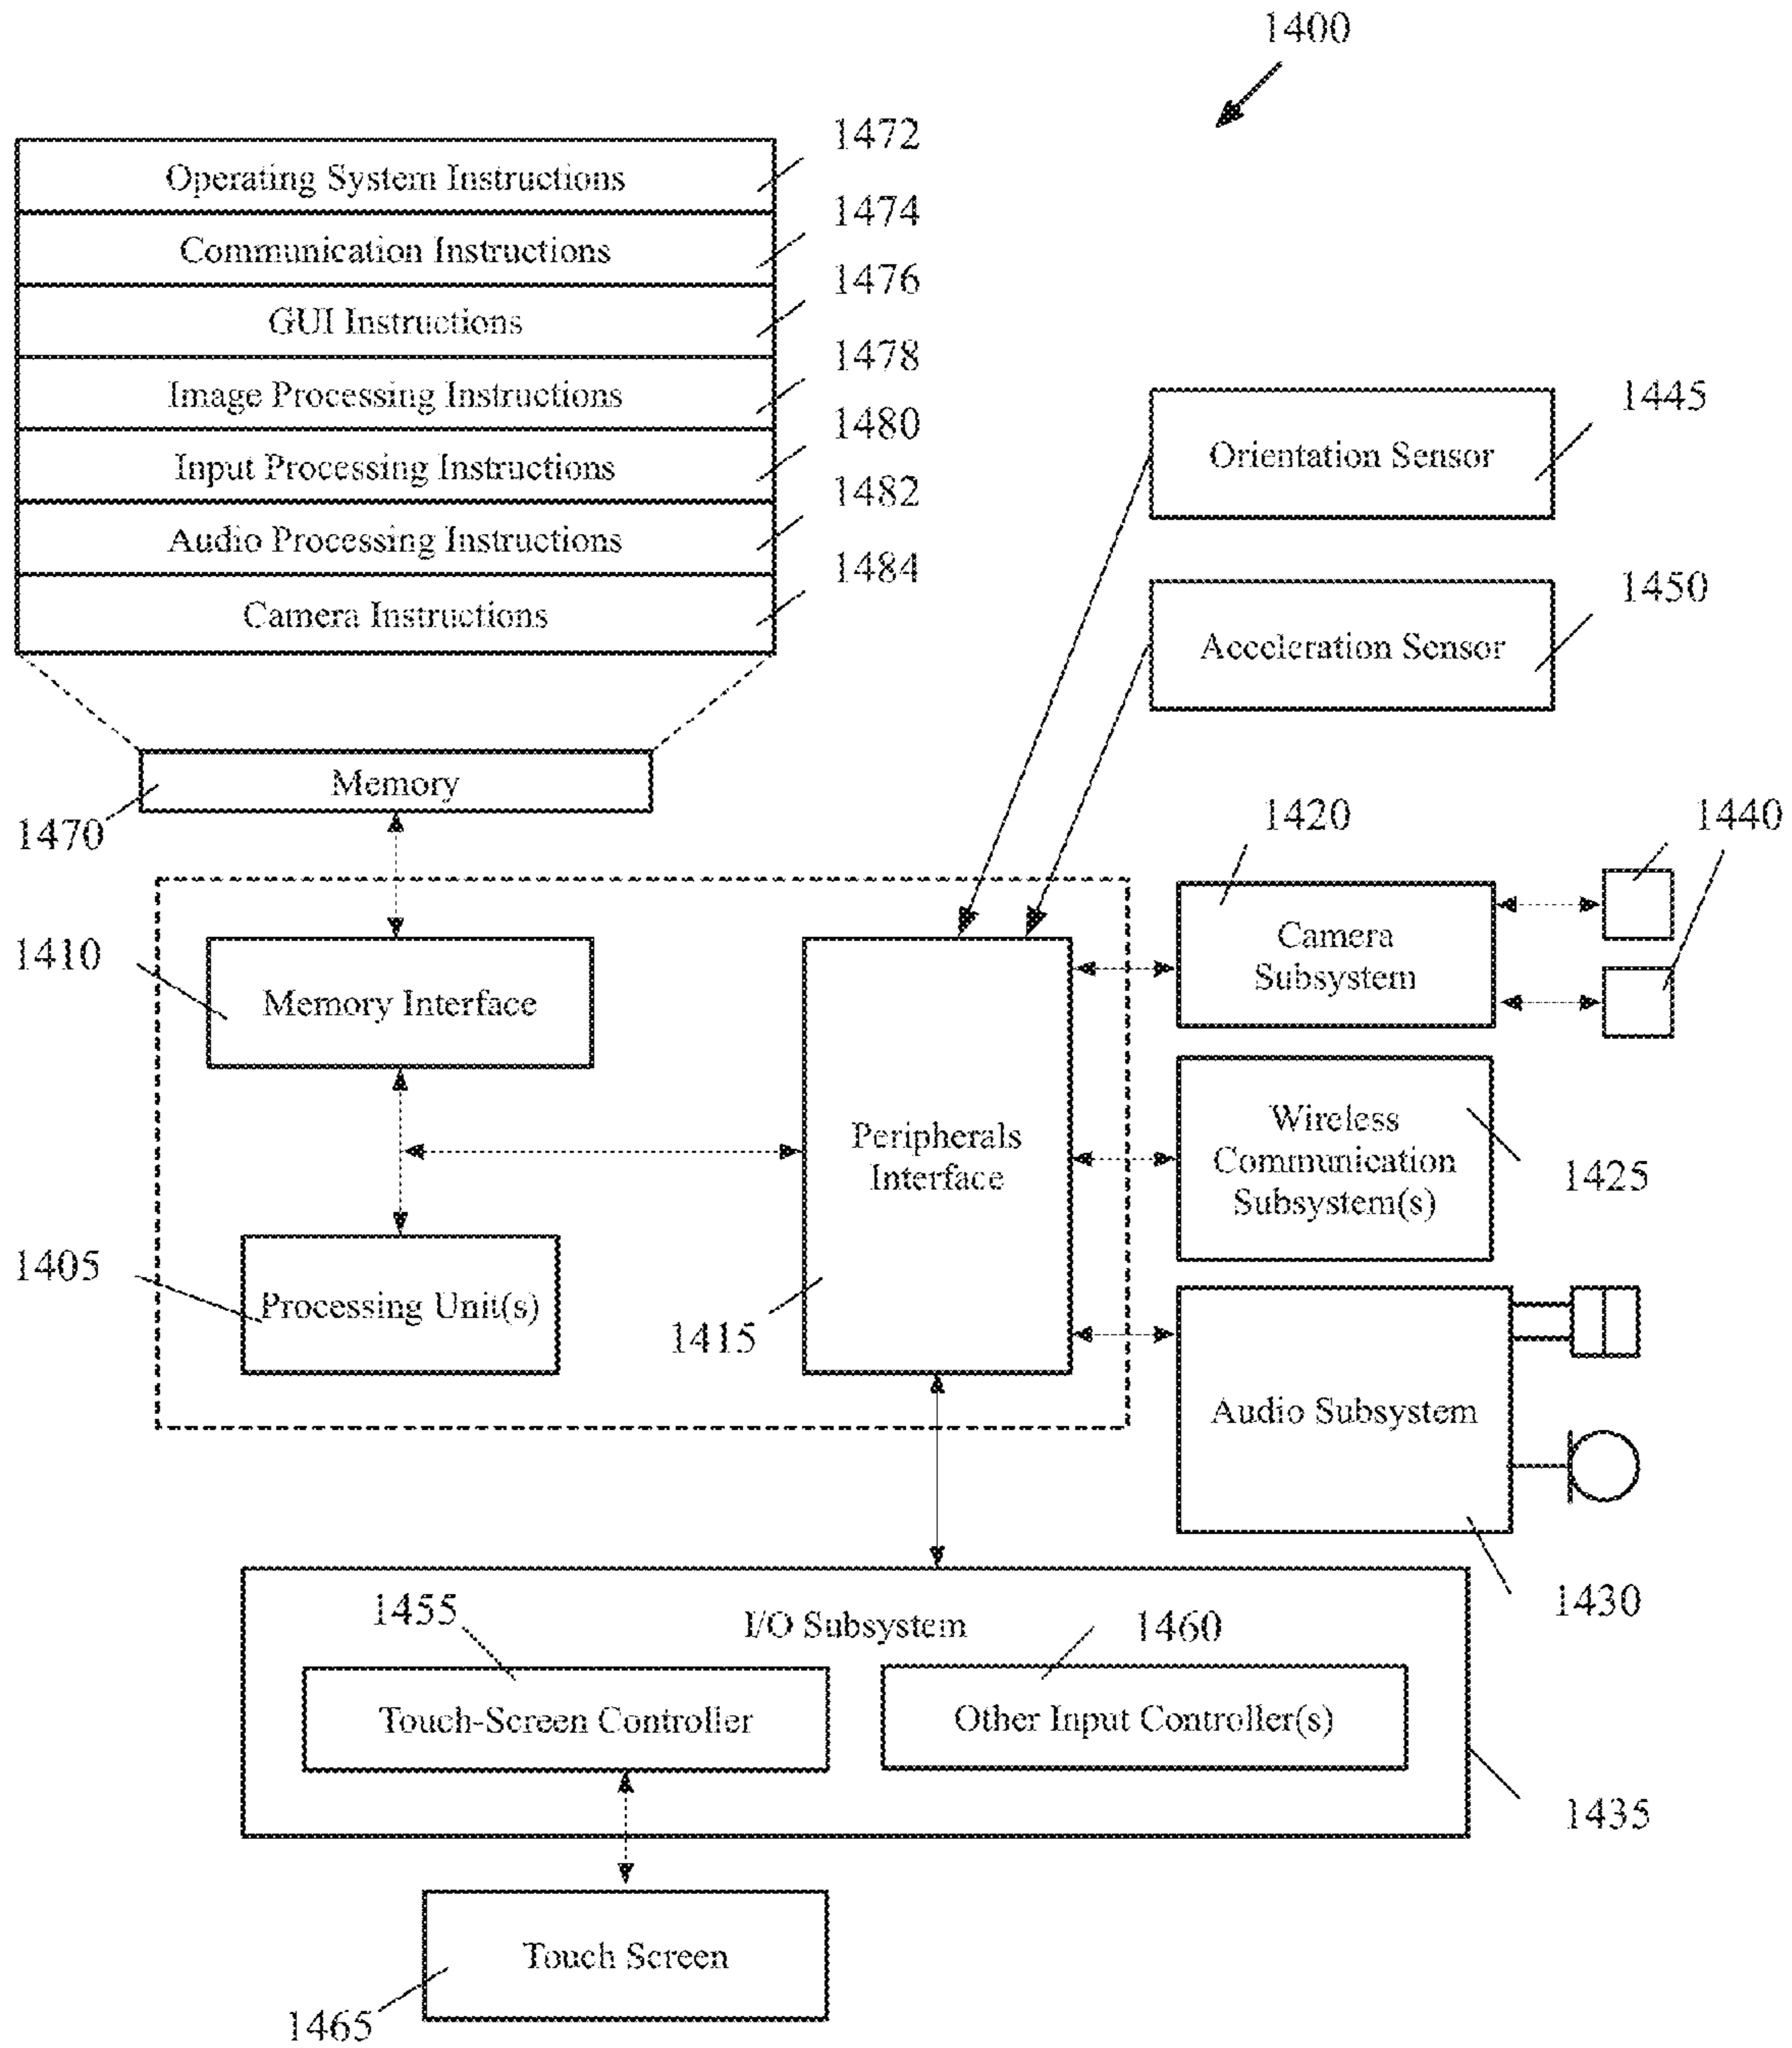 1400
1472
Operating System Instructions
1474
Communication Instructions
1476
GUI Instructions
1478
Image Processing Instructions
1480
Input Processing Instructions
1482
Audio Processing Instructions
1484
Camera Instructions
1445
Orientation Sensor
1450
Acceleration Sensor
Memory
1470
1420
1440
Camera
Subsystem
1410
Memory Interface
Peripherals
Interface
Wireless
Communication
Subsystem(s)
1425
1405
Processing Unit(s)
1415
Audio Subsystem
1430
I/O Subsystem
1455
1460
Touch-Screen Controller
Other Input Controller(s)
1435
Touch Screen
1465